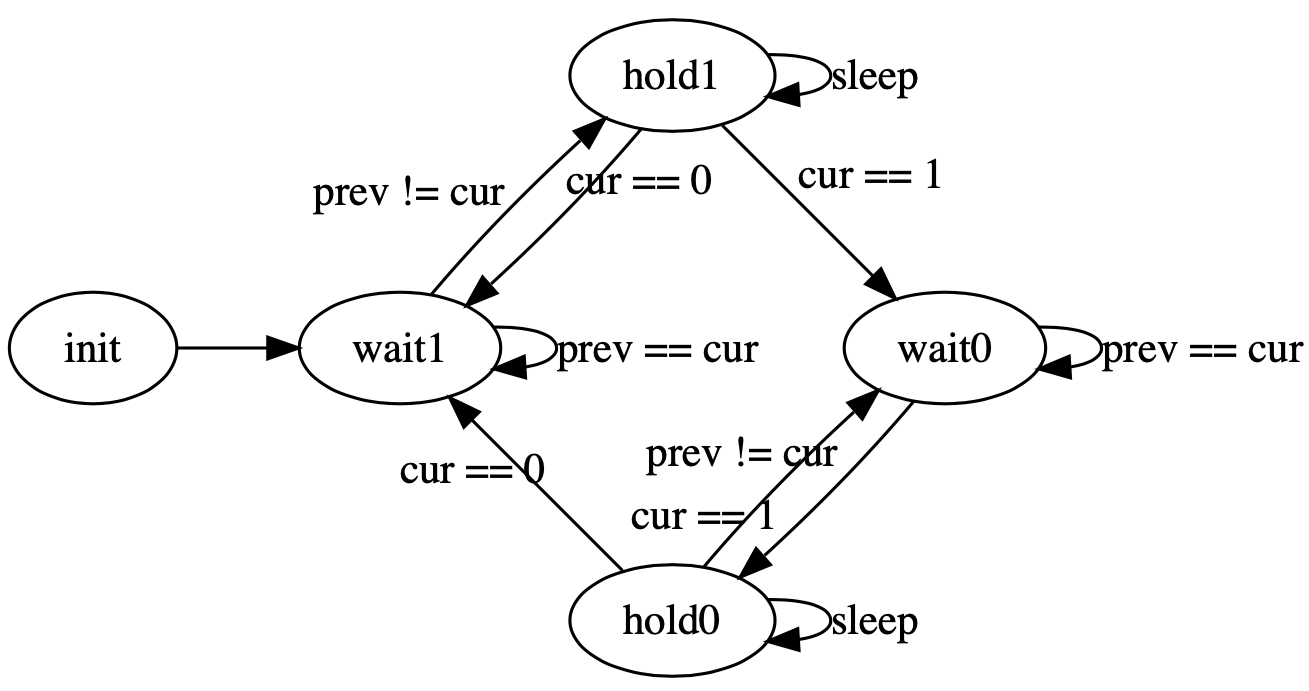 hold1
sleep
prev != cur
cur == 0
cur == 1
init
wait1
prev == cur
wait0
prev == cur
prev != cur
cur == 0
cur == 1
hold0
sleep